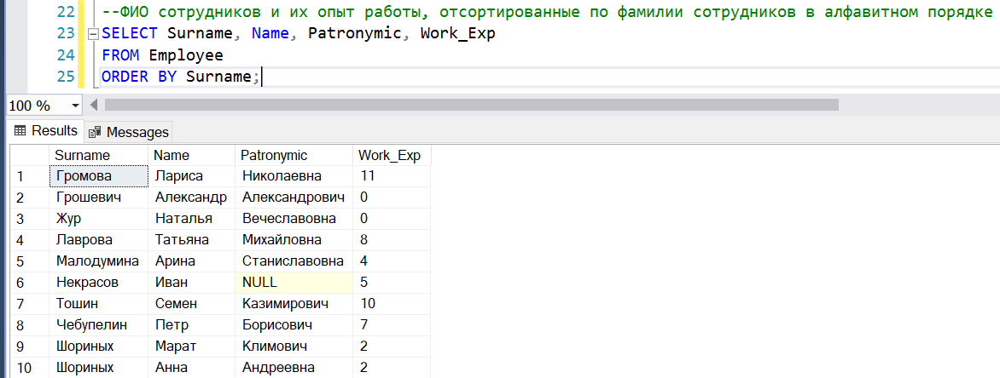 22 --ФИО сотрудников и их опыт работы, отсортированные по фамилии сотрудников в алфавитном порядке
23 SELECT Surname, Name, Patronymic, Work_Exp
24 FROM Employee
25 ORDER BY Surname;
100 %
Results Messages
Surname Name Patronymic Work_Exp
1 Громова Лариса Николаевна 11
2 Грошевич Александр Александрович 0
3 Жур Наталья Вечеславовна 0
4 Лаврова Татьяна Михайловна 8
5 Малодумина Арина Станиславовна 4
6 Некрасов Иван NULL 5
7 Тошин Семен Казимирович 10
8 Чебупелин Петр Борисович 7
9 Шориных Марат Климович 2
10 Шориных Анна Андреевна 2